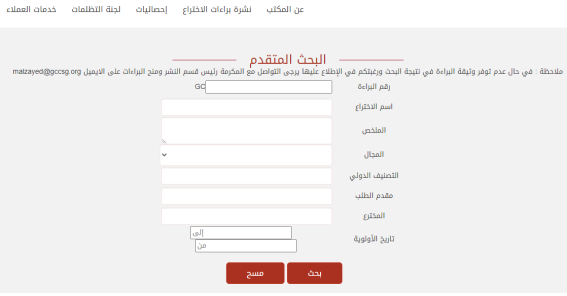 عن المكتب نشرة براءات الاختراع إحصائيات لجنة التظلمات خدمات العملاء
البحث المتقدم
ملاحظة : في حال عدم توفر وثيقة البراءة في نتيجة البحث ورغبتكم في الإطلاع عليها يرجى التواصل مع المكرمة رئيس قسم النشر ومنح البراءات على الايميل malzayed@gccsg.org
رقم البراءة GC
اسم الاختراع
الملخص
المجال
التصنيف الدولي
مقدم الطلب
المخترع
تاريخ الأولوية
إلى
من
بحث مسح